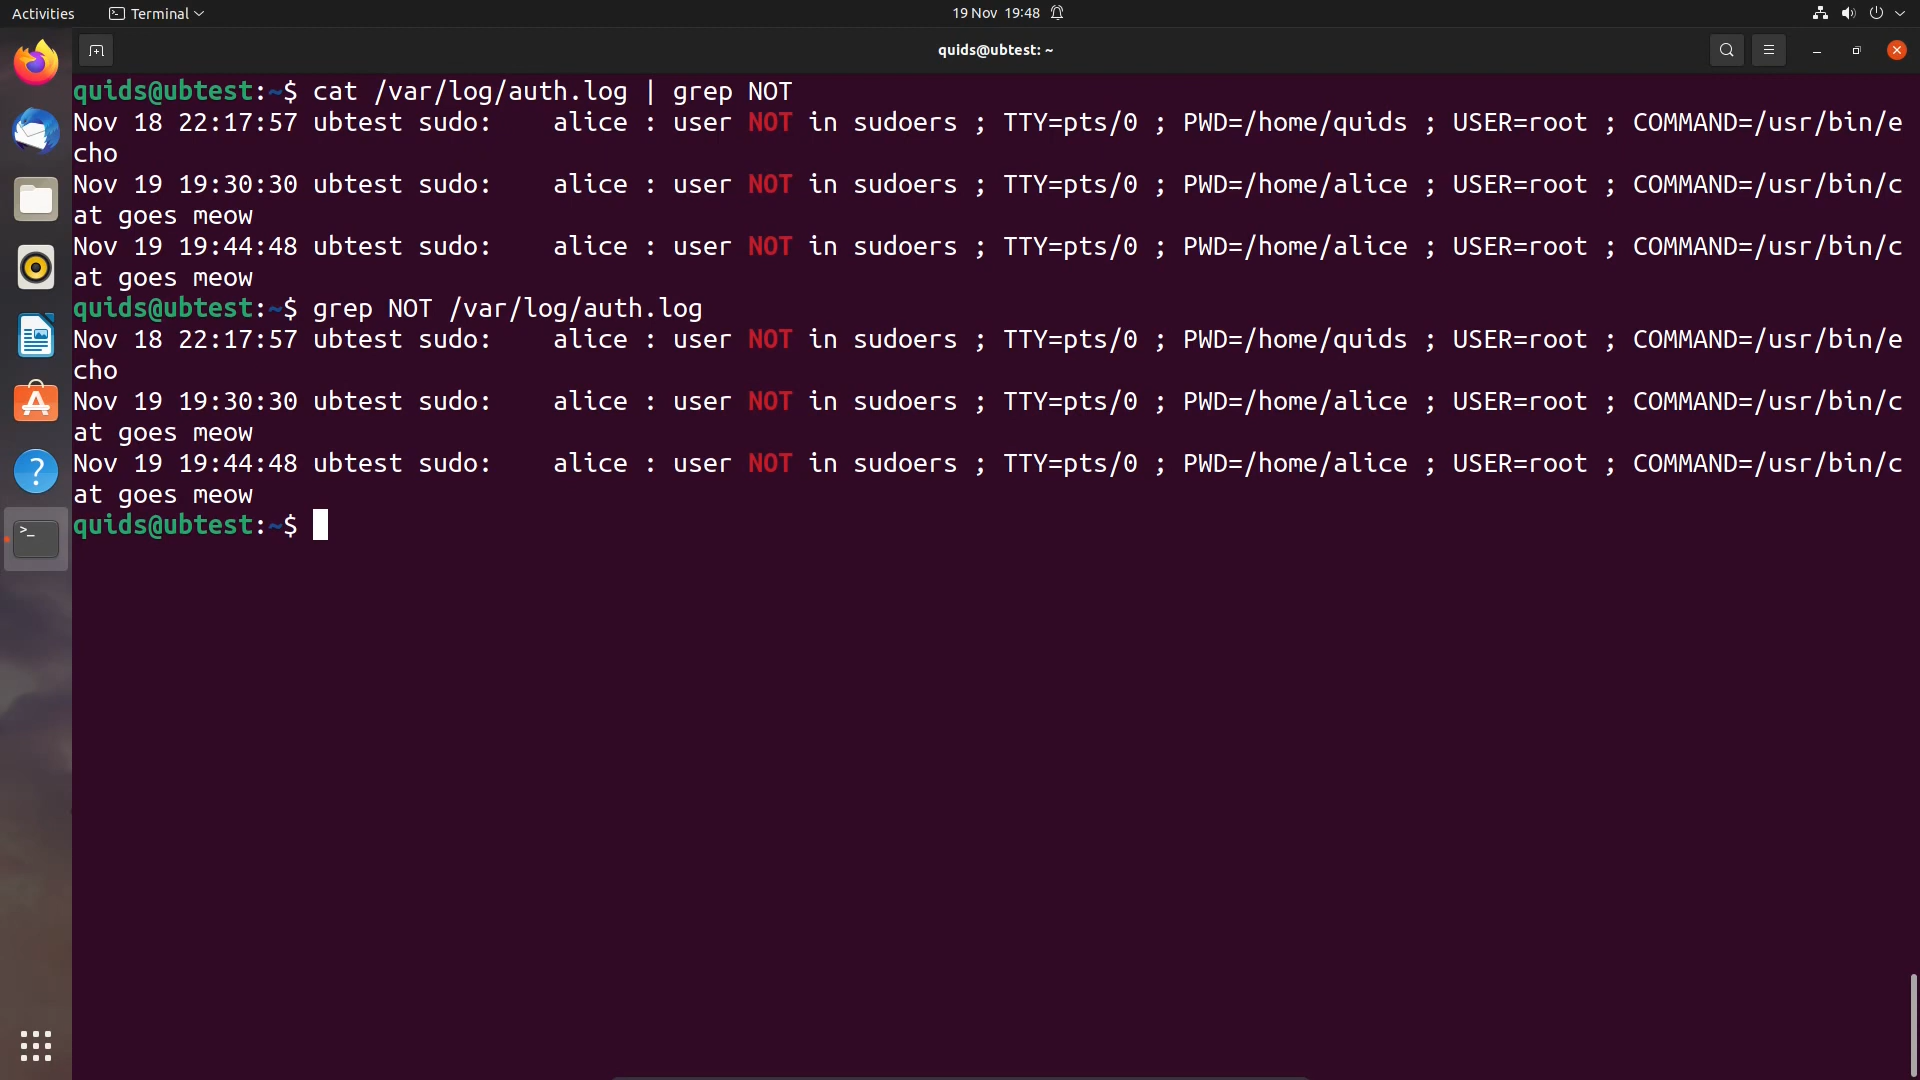 Activities
Terminal
19 Nov 19:48
quids@ubtest: ~
quids@ubtest:~$ cat /var/log/auth.log | grep NOT
Nov 18 22:17:57 ubtest sudo:    alice : user NOT in sudoers ; TTY=pts/0 ; PWD=/home/quids ; USER=root ; COMMAND=/usr/bin/e
cho
Nov 19 19:30:30 ubtest sudo:    alice : user NOT in sudoers ; TTY=pts/0 ; PWD=/home/alice ; USER=root ; COMMAND=/usr/bin/c
at goes meow
Nov 19 19:44:48 ubtest sudo:    alice : user NOT in sudoers ; TTY=pts/0 ; PWD=/home/alice ; USER=root ; COMMAND=/usr/bin/c
at goes meow
quids@ubtest:~$ grep NOT /var/log/auth.log
Nov 18 22:17:57 ubtest sudo:    alice : user NOT in sudoers ; TTY=pts/0 ; PWD=/home/quids ; USER=root ; COMMAND=/usr/bin/e
cho
Nov 19 19:30:30 ubtest sudo:    alice : user NOT in sudoers ; TTY=pts/0 ; PWD=/home/alice ; USER=root ; COMMAND=/usr/bin/c
at goes meow
Nov 19 19:44:48 ubtest sudo:    alice : user NOT in sudoers ; TTY=pts/0 ; PWD=/home/alice ; USER=root ; COMMAND=/usr/bin/c
at goes meow
quids@ubtest:~$